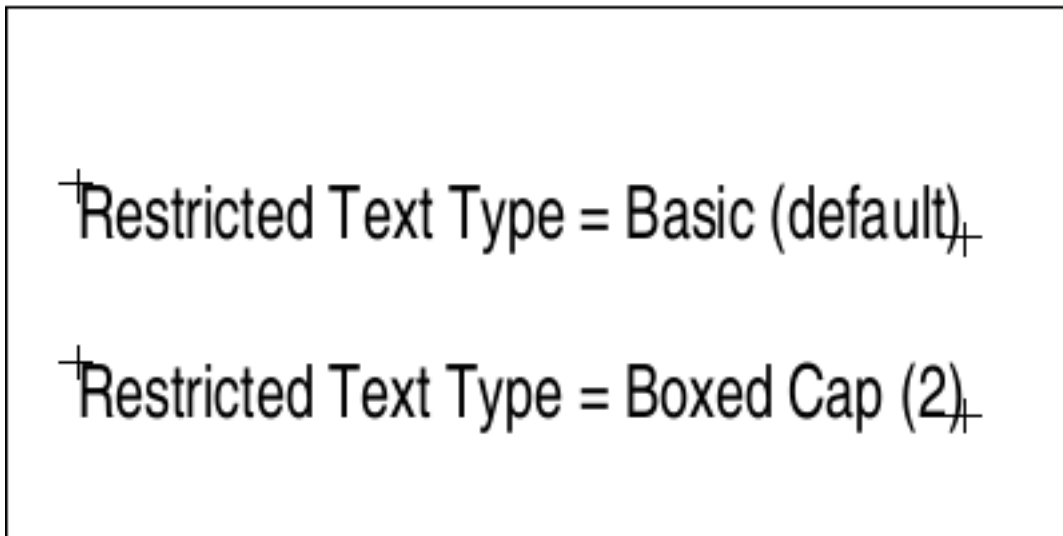 Restricted Text Type = Basic (default)
Restricted Text Type = Boxed Cap (2)